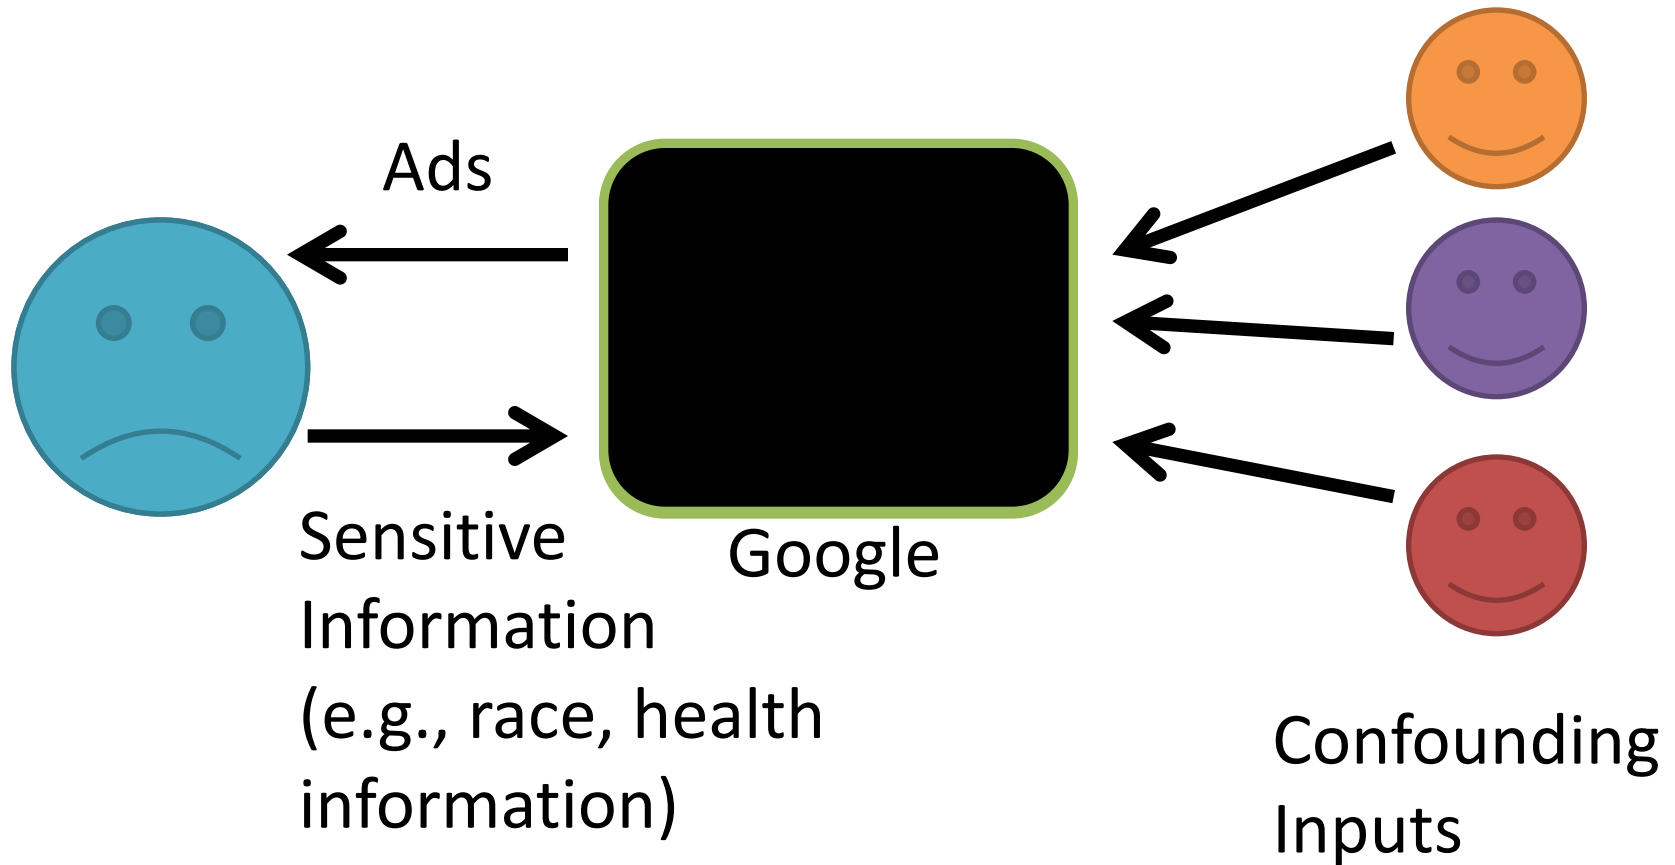 Ads
Sensitive
Information
(e.g., race, health
information)
Google
Confounding
Inputs